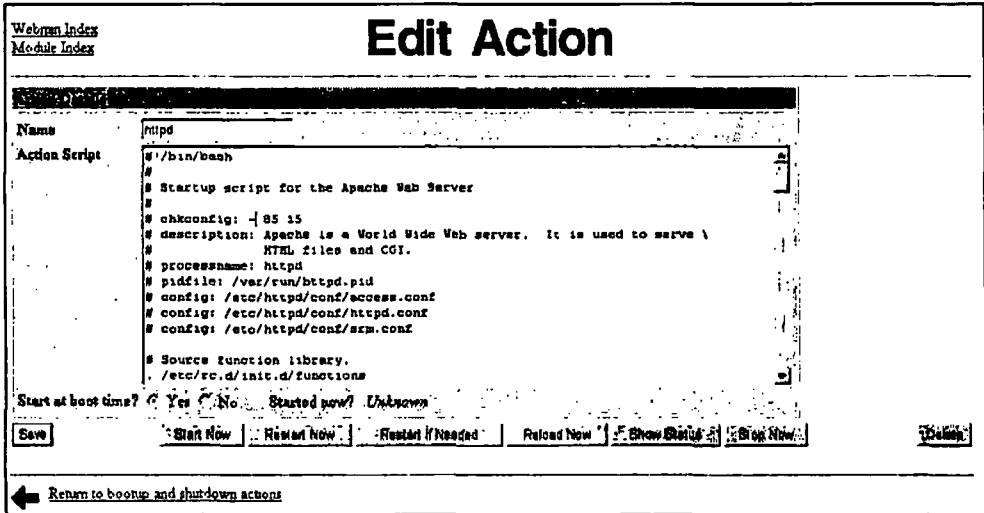 Webmin Index
Module Index
Edit Action
Name httpd
Action Script
#!/bin/bash
#
# Startup script for the Apache Web Server
#
# chkconfig: - 85 15
# description: Apache is a World Wide Web server. It is used to serve \
# HTML files and CGI.
# processname: httpd
# pidfile: /var/run/httpd.pid
# config: /etc/httpd/conf/access.conf
# config: /etc/httpd/conf/httpd.conf
# config: /etc/httpd/conf/srm.conf
# Source function library.
. /etc/rc.d/init.d/functions
Start at boot time? Yes No Started now? Unknown
Save Start Now Restart Now Restart If Needed Reload Now Show Status Stop Now Delete
Return to bootup and shutdown actions